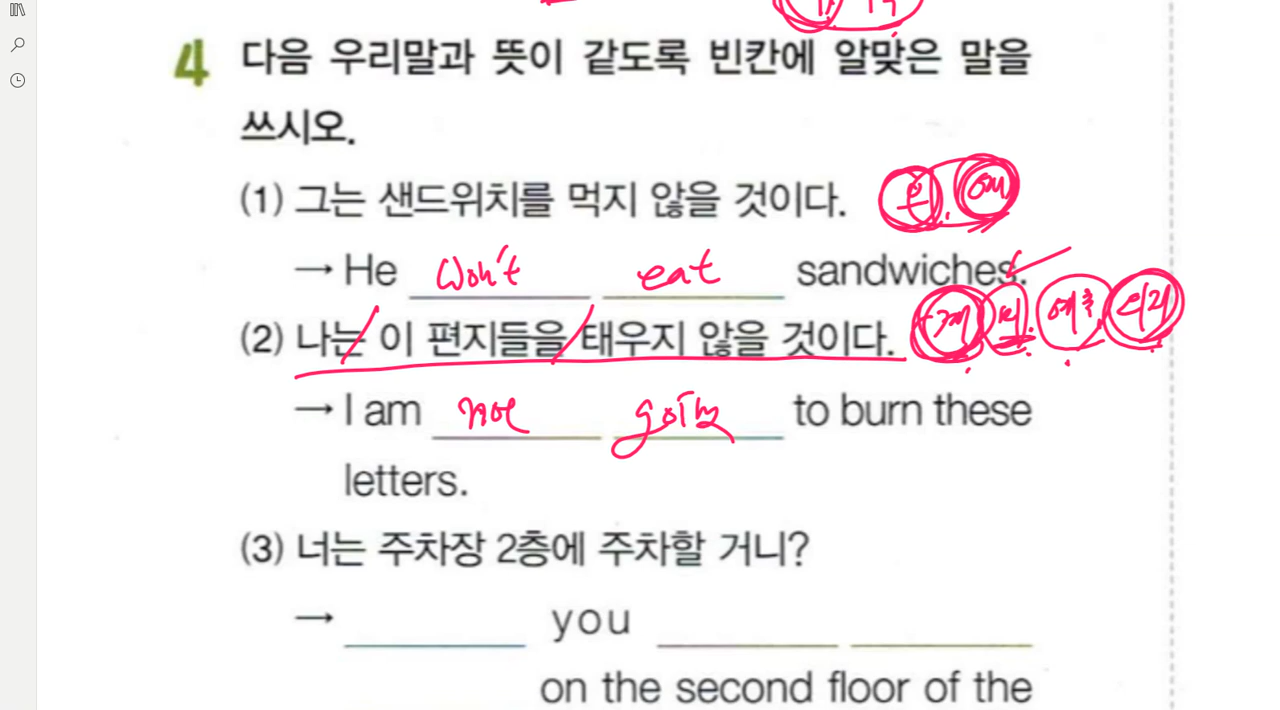 4 다음 우리말과 뜻이 같도록 빈칸에 알맞은 말을
쓰시오.
(1) 그는 샌드위치를 먹지 않을 것이다.
→ He won't eat sandwiches.
(2) 나는 이 편지들을 태우지 않을 것이다.
→ I am not going to burn these
letters.
(3) 너는 주차장 2층에 주차할 거니?
→ you
on the second floor of the